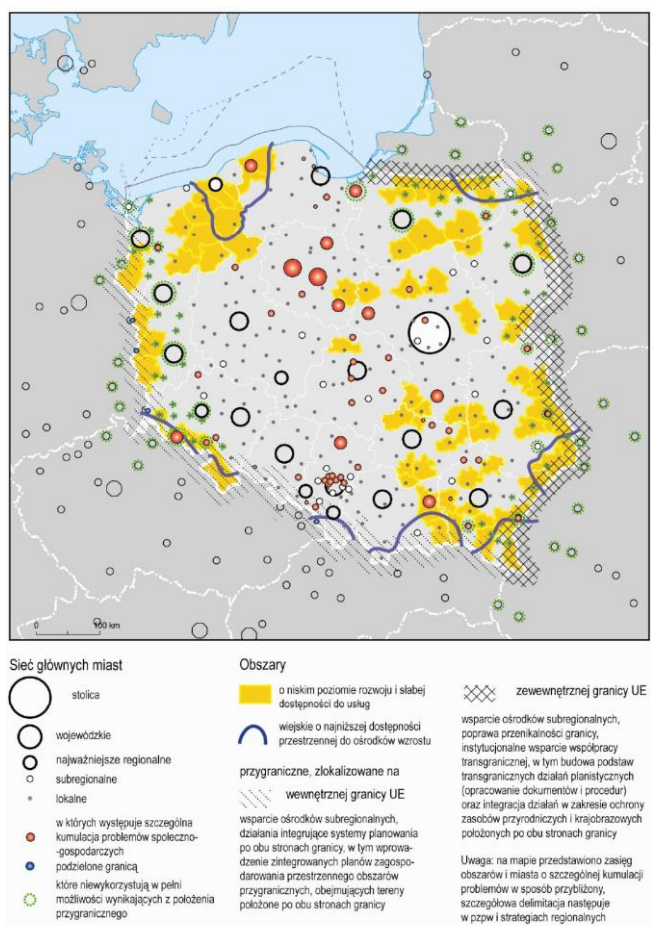 100 km
0
Sieć głównych miast
stolica
wojewódzkie
najważniejsze regionalne
subregionalne
lokalne
w których występuje szczególna
kumulacja problemów społeczno-
-gospodarczych
podzielone granicą
które niewykorzystują w pełni
możliwości wynikających z położenia
przygranicznego
Obszary
o niskim poziomie rozwoju i słabej
dostępności do usług
wiejskie o najniższej dostępności
przestrzennej do ośrodków wzrostu
przygraniczne, zlokalizowane na
wewnętrznej granicy UE
wsparcie ośrodków subregionalnych,
działania integrujące systemy planowania
po obu stronach granicy, w tym wprowa-
dzenie zintegrowanych planów zagospo-
darowania przestrzennego obszarów
przygranicznych, obejmujących tereny
położone po obu stronach granicy
zewewnętrznej granicy UE
wsparcie ośrodków subregionalnych,
poprawa przenikalności granicy,
instytucjonalne wsparcie współpracy
transgranicznej, w tym budowa podstaw
transgranicznych działań planistycznych
(opracowanie dokumentów i procedur)
oraz integracja działań w zakresie ochrony
zasobów przyrodniczych i krajobrazowych
położonych po obu stronach granicy
Uwaga: na mapie przedstawiono zasięg
obszarów i miasta o szczególnej kumulacji
problemów w sposób przybliżony,
szczegółowa delimitacja następuje
w pzpw i strategiach regionalnych